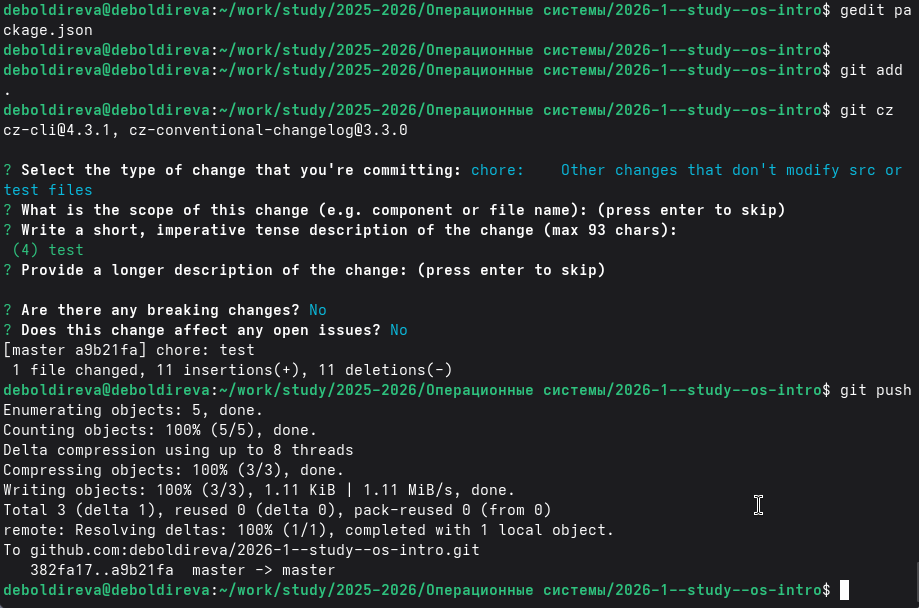 deboldireva@deboldireva:~/work/study/2025-2026/Операционные системы/2026-1--study--os-intro$ gedit pa
ckage.json
deboldireva@deboldireva:~/work/study/2025-2026/Операционные системы/2026-1--study--os-intro$
deboldireva@deboldireva:~/work/study/2025-2026/Операционные системы/2026-1--study--os-intro$ git add
.
deboldireva@deboldireva:~/work/study/2025-2026/Операционные системы/2026-1--study--os-intro$ git cz
cz-cli@4.3.1, cz-conventional-changelog@3.3.0
? Select the type of change that you're committing: chore:    Other changes that don't modify src or
test files
? What is the scope of this change (e.g. component or file name): (press enter to skip)
? Write a short, imperative tense description of the change (max 93 chars):
 (4) test
? Provide a longer description of the change: (press enter to skip)
? Are there any breaking changes? No
? Does this change affect any open issues? No
[master a9b21fa] chore: test
 1 file changed, 11 insertions(+), 11 deletions(-)
deboldireva@deboldireva:~/work/study/2025-2026/Операционные системы/2026-1--study--os-intro$ git push
Enumerating objects: 5, done.
Counting objects: 100% (5/5), done.
Delta compression using up to 8 threads
Compressing objects: 100% (3/3), done.
Writing objects: 100% (3/3), 1.11 KiB | 1.11 MiB/s, done.
Total 3 (delta 1), reused 0 (delta 0), pack-reused 0 (from 0)
remote: Resolving deltas: 100% (1/1), completed with 1 local object.
To github.com:deboldireva/2026-1--study--os-intro.git
   382fa17..a9b21fa  master -> master
deboldireva@deboldireva:~/work/study/2025-2026/Операционные системы/2026-1--study--os-intro$